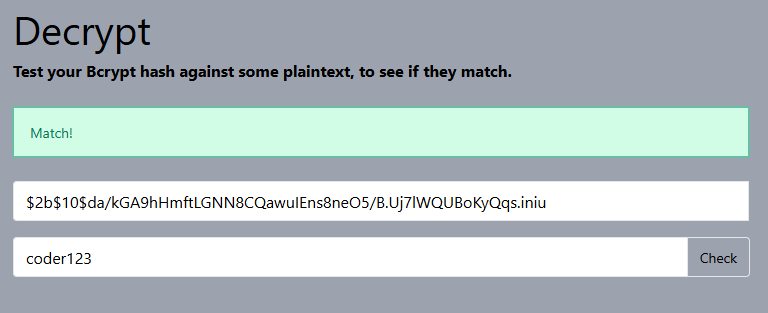 Decrypt
Test your Bcrypt hash against some plaintext, to see if they match.
Match!
$2b$10$da/kGA9hHmftLGNN8CQawuIEns8neO5/B.Uj7lWQUBoKyQqs.iniu
coder123
Check